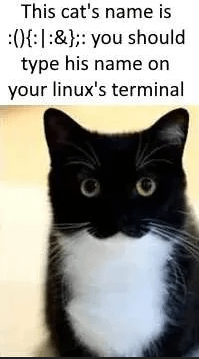 This cat's name is
:(){:|:&};: you should
type his name on
your linux's terminal